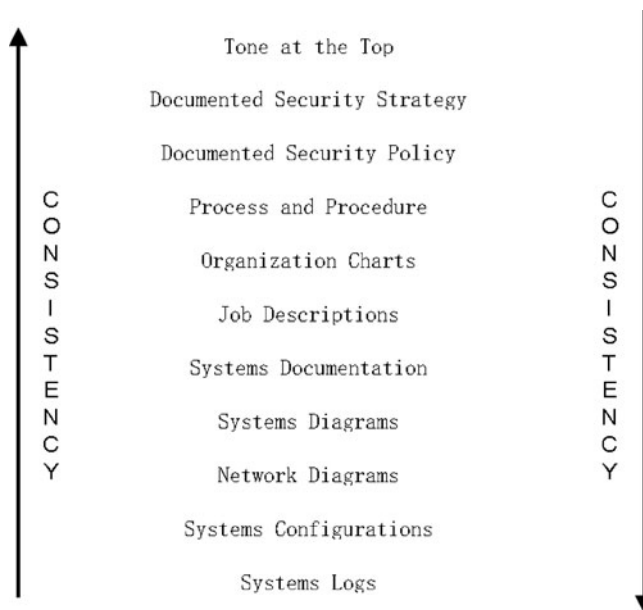 Tone at the Top
Documented Security Strategy
Documented Security Policy
Process and Procedure
Organization Charts
Job Descriptions
Systems Documentation
Systems Diagrams
Network Diagrams
Systems Configurations
Systems Logs
CONSISTENCY
CONSISTENCY